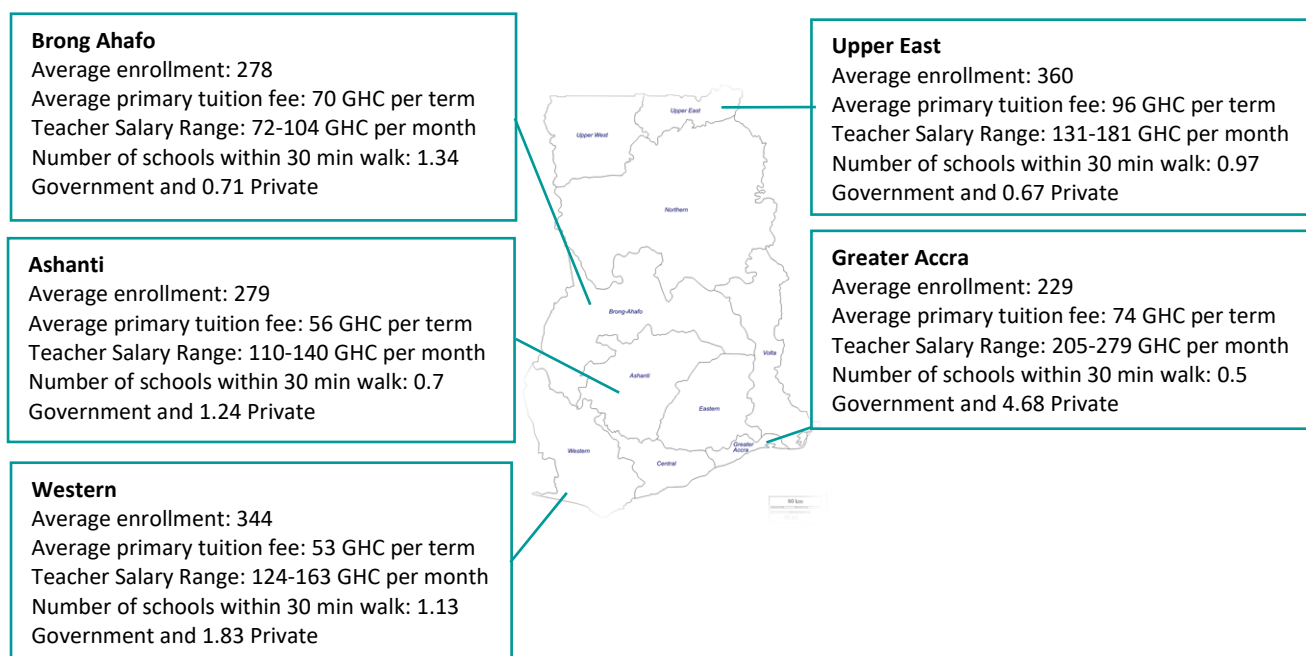 Brong Ahafo
Average enrollment: 278
Average primary tuition fee: 70 GHC per term
Teacher Salary Range: 72-104 GHC per month
Number of schools within 30 min walk: 1.34
Government and 0.71 Private
Ashanti
Average enrollment: 279
Average primary tuition fee: 56 GHC per term
Teacher Salary Range: 110-140 GHC per month
Number of schools within 30 min walk: 0.7
Government and 1.24 Private
Western
Average enrollment: 344
Average primary tuition fee: 53 GHC per term
Teacher Salary Range: 124-163 GHC per month
Number of schools within 30 min walk: 1.13
Government and 1.83 Private
Upper East
Upper West
Northern
Brong-Ahafo
Volta
Ashanti
Eastern
Western
Central
Greater
Accra
90 km
Upper East
Average enrollment: 360
Average primary tuition fee: 96 GHC per term
Teacher Salary Range: 131-181 GHC per month
Number of schools within 30 min walk: 0.97
Government and 0.67 Private
Greater Accra
Average enrollment: 229
Average primary tuition fee: 74 GHC per term
Teacher Salary Range: 205-279 GHC per month
Number of schools within 30 min walk: 0.5
Government and 4.68 Private